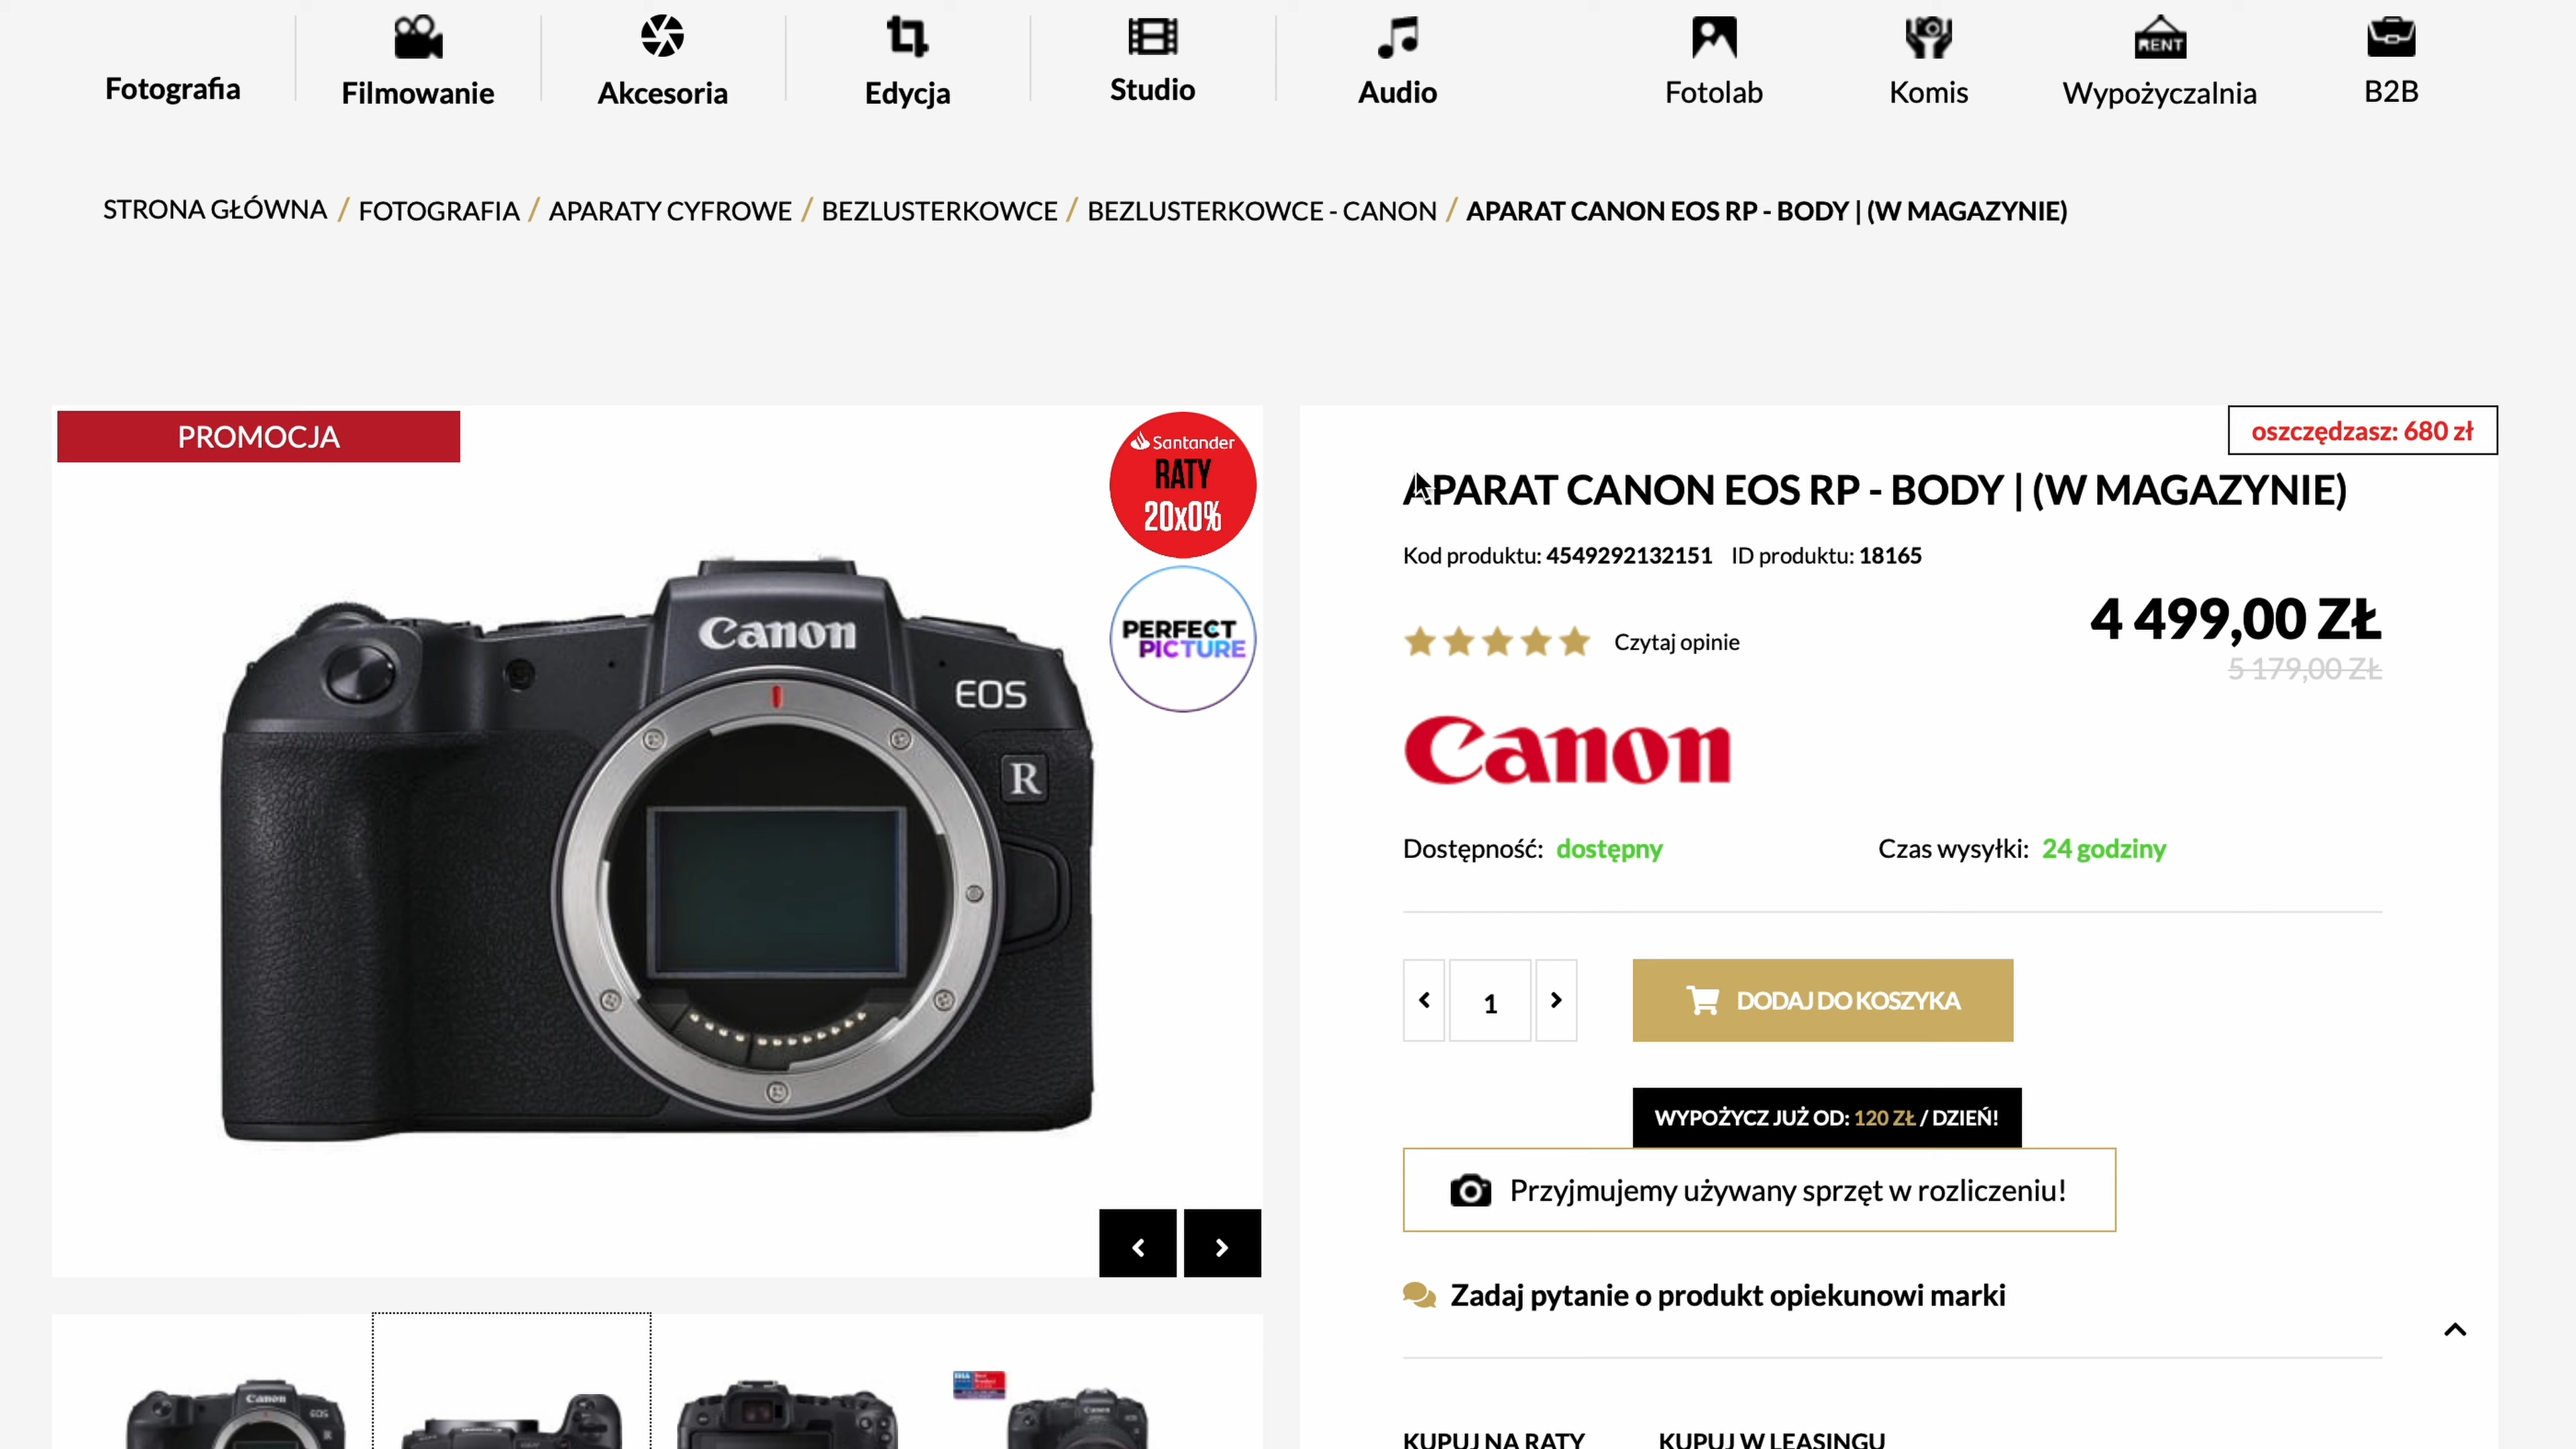 Fotografia
Filmowanie
Akcesoria
Edycja
Studio
Audio
Fotolab
Komis
RENT
Wypożyczalnia
B2B
STRONA GŁÓWNA / FOTOGRAFIA / APARATY CYFROWE / BEZLUSTERKOWCE / BEZLUSTERKOWCE - CANON / APARAT CANON EOS RP - BODY | (W MAGAZYNIE)
PROMOCJA
Santander
RATY
20x0%
PERFECT
PICTURE
Canon
EOS
R
oszczędzasz: 680 zł
APARAT CANON EOS RP - BODY | (W MAGAZYNIE)
Kod produktu: 4549292132151 ID produktu: 18165
Czytaj opinie
4 499,00 ZŁ
5 179,00 ZŁ
Canon
Dostępność: dostępny
Czas wysyłki: 24 godziny
1
DODAJ DO KOSZYKA
WYPOŻYCZ JUŻ OD: 120 ZŁ / DZIEŃ!
Przyjmujemy używany sprzęt w rozliczeniu!
Zadaj pytanie o produkt opiekunowi marki
KUPUJ NA RATY
KUPUJ W LEASINGU
Canon
EOS
R